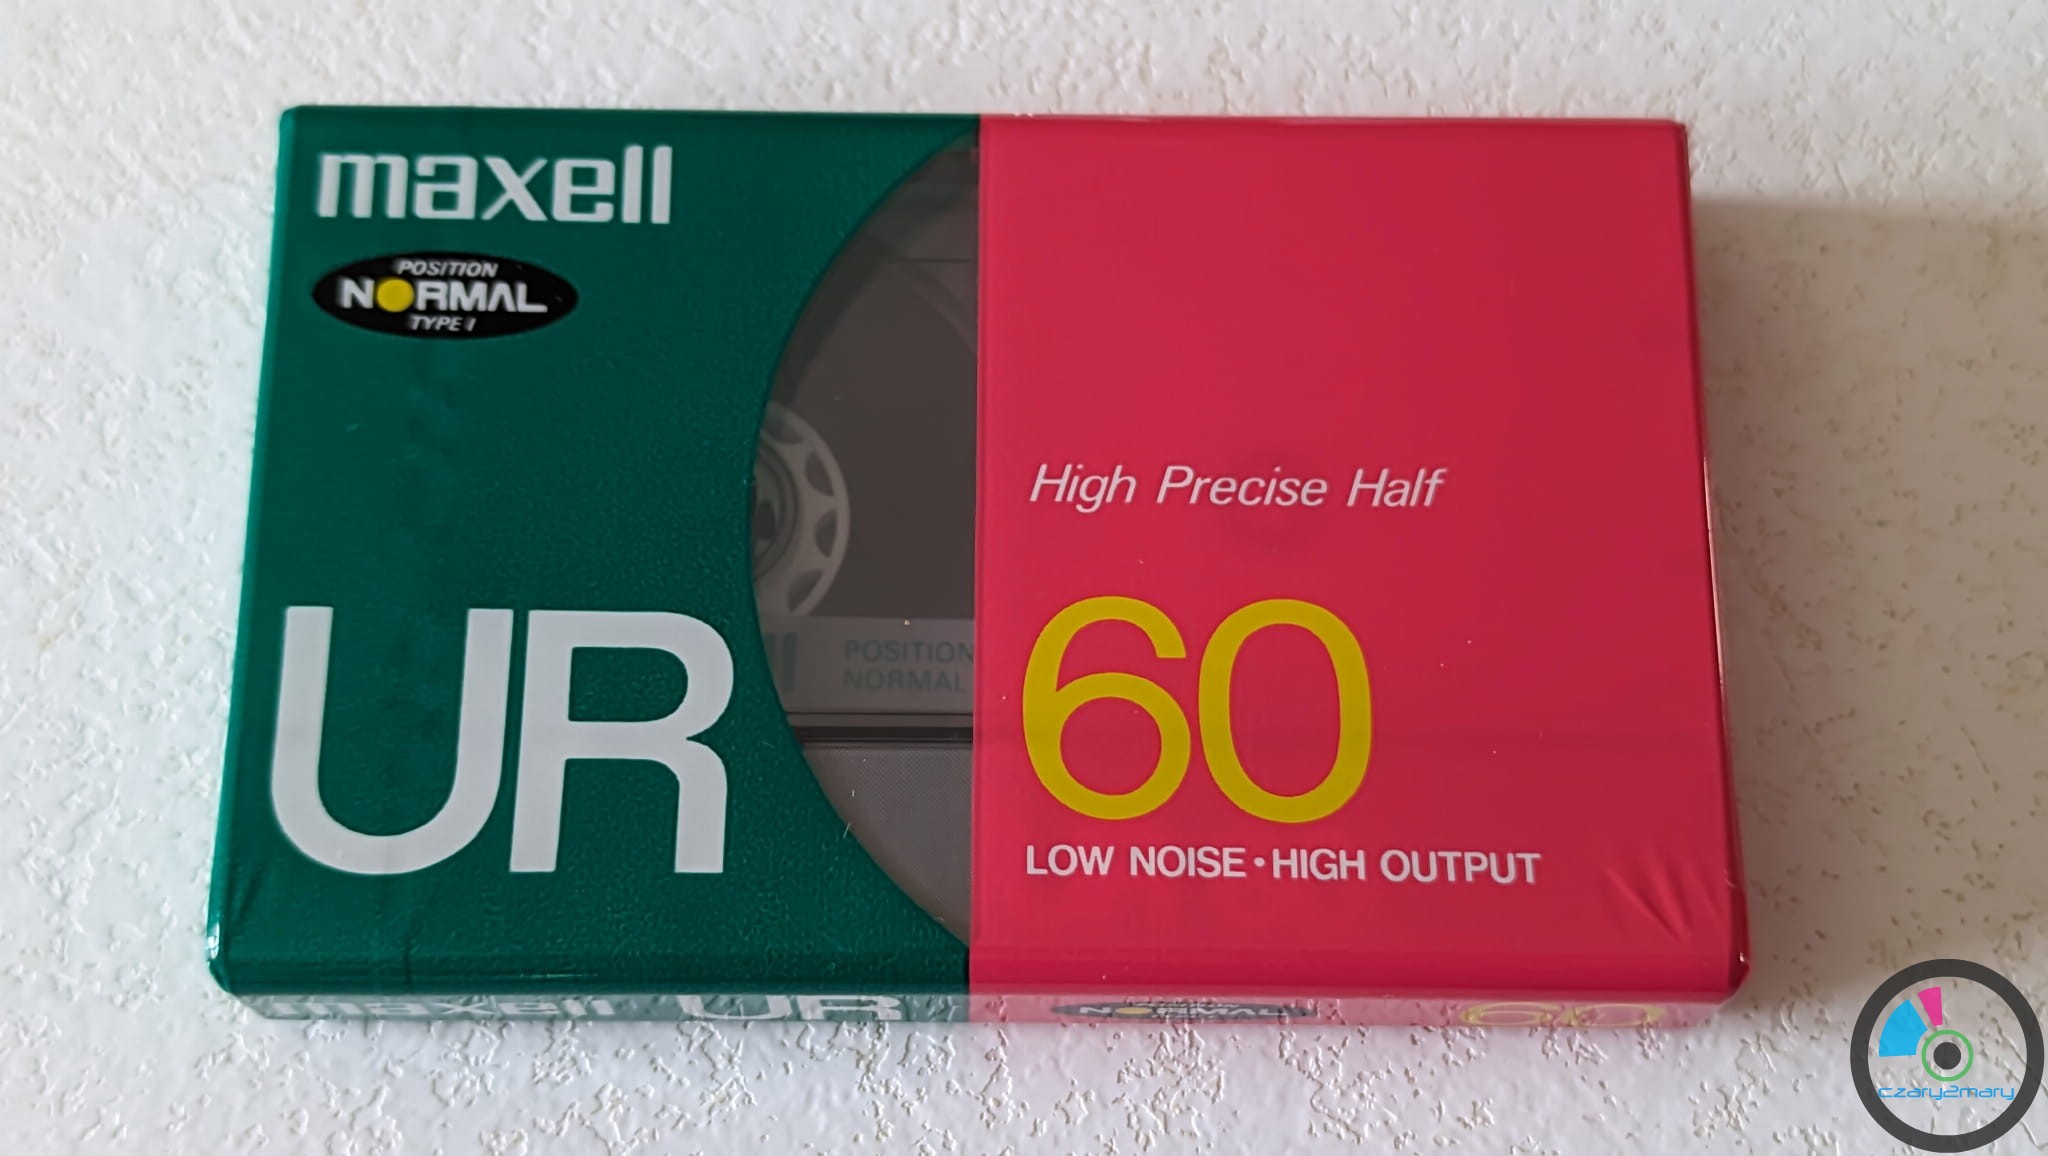 maxell
POSITION
NORMAL
TYPE I
UR
POSITION
NORMAL
High Precise Half
60
LOW NOISE • HIGH OUTPUT
maxell UR NORMAL 60
czary2mary